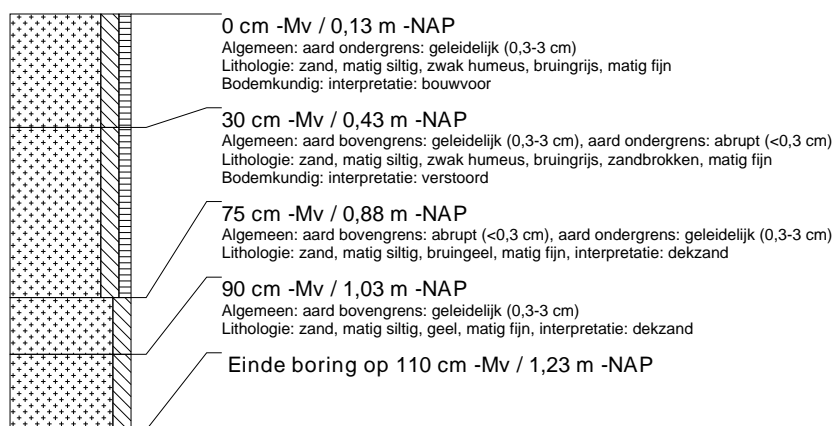 0 cm -Mv / 0,13 m -NAP
Algemeen: aard ondergrens: geleidelijk (0,3-3 cm)
Lithologie: zand, matig siltig, zwak humeus, bruingrijs, matig fijn
Bodemkundig: interpretatie: bouwvoor
30 cm -Mv / 0,43 m -NAP
Algemeen: aard bovengrens: geleidelijk (0,3-3 cm), aard ondergrens: abrupt (<0,3 cm)
Lithologie: zand, matig siltig, zwak humeus, bruingrijs, zandbrokken, matig fijn
Bodemkundig: interpretatie: verstoord
75 cm -Mv / 0,88 m -NAP
Algemeen: aard bovengrens: abrupt (<0,3 cm), aard ondergrens: geleidelijk (0,3-3 cm)
Lithologie: zand, matig siltig, bruingeel, matig fijn, interpretatie: dekzand
90 cm -Mv / 1,03 m -NAP
Algemeen: aard bovengrens: geleidelijk (0,3-3 cm)
Lithologie: zand, matig siltig, geel, matig fijn, interpretatie: dekzand
Einde boring op 110 cm -Mv / 1,23 m -NAP